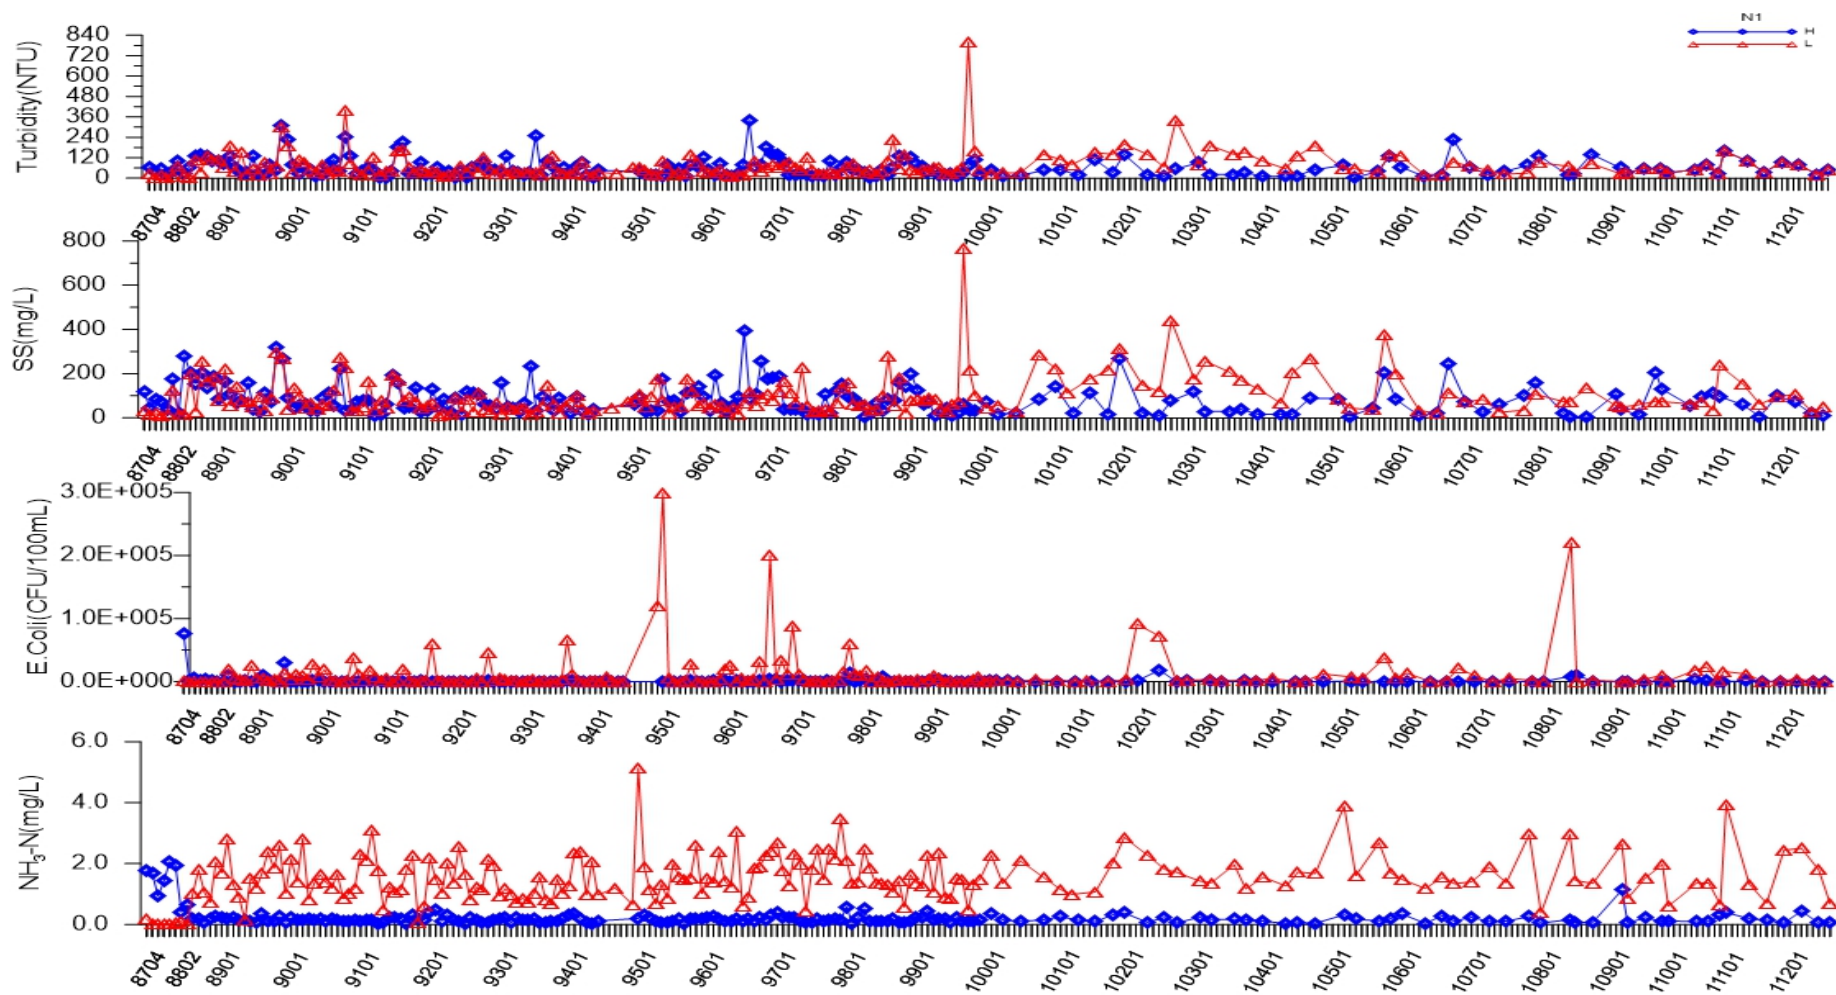 N1
H
L
Turbidity(NTU)
840
720
600
480
360
240
120
0
8704 8802 8901 9001 9101 9201 9301 9401 9501 9601 9701 9801 9901 10001 10101 10201 10301 10401 10501 10601 10701 10801 10901 11001 11101 11201
SS(mg/L)
800
600
400
200
0
8704 8802 8901 9001 9101 9201 9301 9401 9501 9601 9701 9801 9901 10001 10101 10201 10301 10401 10501 10601 10701 10801 10901 11001 11101 11201
E.Coli(CFU/100mL)
3.0E+005
2.0E+005
1.0E+005
0.0E+000
8704 8802 8901 9001 9101 9201 9301 9401 9501 9601 9701 9801 9901 10001 10101 10201 10301 10401 10501 10601 10701 10801 10901 11001 11101 11201
NH3-N(mg/L)
6.0
4.0
2.0
0.0
8704 8802 8901 9001 9101 9201 9301 9401 9501 9601 9701 9801 9901 10001 10101 10201 10301 10401 10501 10601 10701 10801 10901 11001 11101 11201